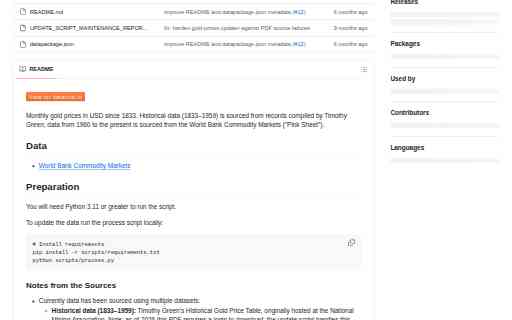 README.md
improve README and datapackage.json metadata (#12)
6 months ago
UPDATE_SCRIPT_MAINTENANCE_REPOR...
fix: harden gold-prices updater against PDF source failures
3 months ago
datapackage.json
improve README and datapackage.json metadata (#12)
6 months ago
README
Monthly gold prices in USD since 1833. Historical data (1833–1959) is sourced from records compiled by Timothy
Green, data from 1960 to the present is sourced from the World Bank Commodity Markets ("Pink Sheet").
Data
World Bank Commodity Markets
Preparation
You will need Python 3.11 or greater to run the script.
To update the data run the process script locally:
# Install requirements
pip install -r scripts/requirements.txt
python scripts/process.py
Notes from the Sources
Currently data has been sourced using multiple databases:
Historical data (1833–1959): Timothy Green's Historical Gold Price Table, originally hosted at the National
Releases
Packages
Used by
Contributors
Languages